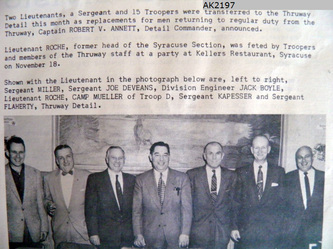 AK2197
Two Lieutenants, a Sergeant and 15 Troopers were transferred to the Thruway
Detail this month as replacements for men returning to regular duty from the
Thruway, Captain ROBERT V. ANNETT, Detail Commander, announced.
Lieutenant ROCHE, former head of the Syracuse Section, was feted by Troopers
and members of the Thruway staff at a party at Kellers Restaurant, Syracuse
on November 18.
Shown with the Lieutenant in the photograph below are, left to right,
Sergeant MILLER, Sergeant JOE DEVEANS, Division Engineer JACK BOYLE,
Lieutenant ROCHE, CAMP MUELLER of Troop D, Sergeant KAPESSER and Sergeant
FLAHERTY, Thruway Detail.